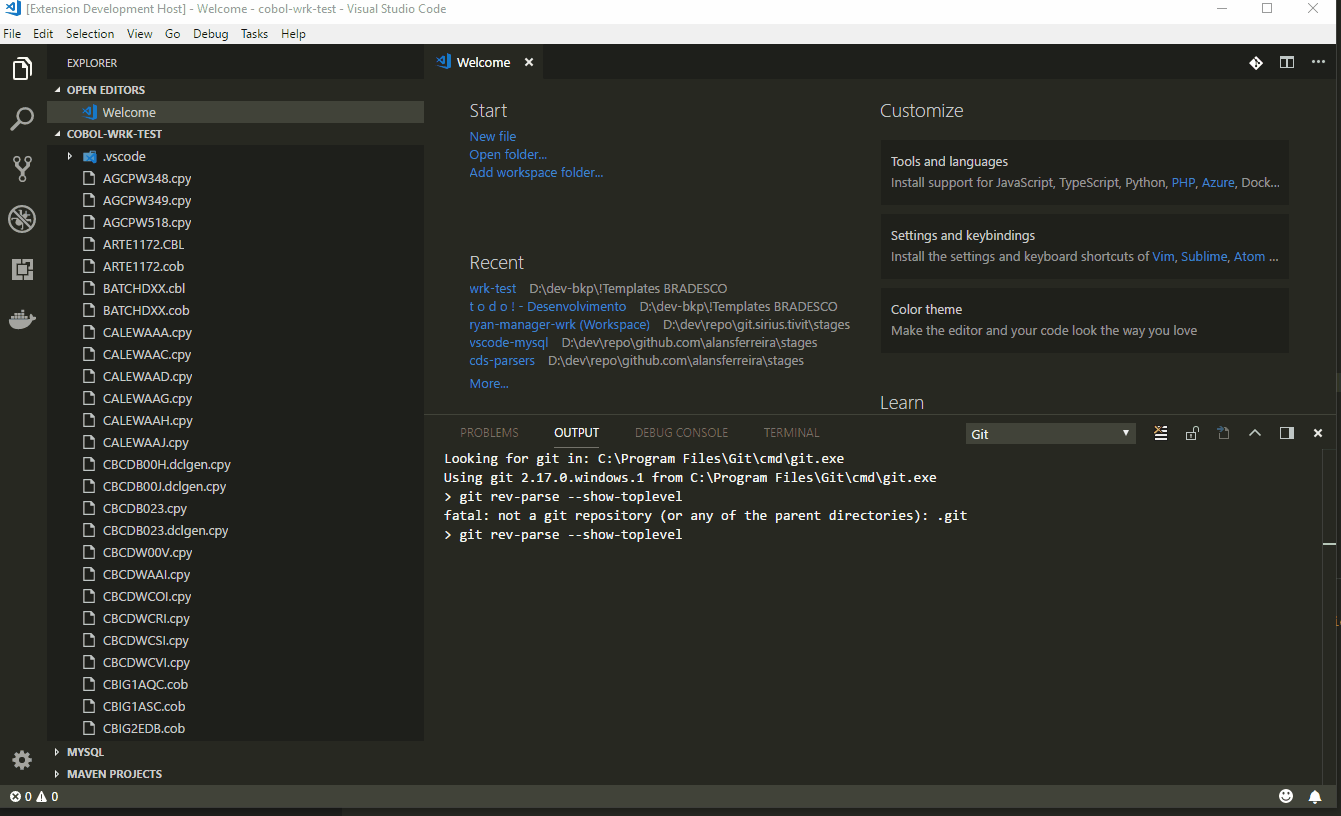 [Extension Development Host] - Welcome - cobol-wrk-test - Visual Studio Code
File Edit Selection View Go Debug Tasks Help
EXPLORER
OPEN EDITORS
Welcome
COBOL-WRK-TEST
.vscode
AGCPW348.cpy
AGCPW349.cpy
AGCPW518.cpy
ARTE1172.CBL
ARTE1172.cob
BATCHDXX.cbl
BATCHDXX.cob
CALEWAAA.cpy
CALEWAAC.cpy
CALEWAAD.cpy
CALEWAAG.cpy
CALEWAAH.cpy
CALEWAAJ.cpy
CBCDB00H.dclgen.cpy
CBCDB00J.dclgen.cpy
CBCDB023.cpy
CBCDB023.dclgen.cpy
CBCDW00V.cpy
CBCDWAAI.cpy
CBCDWCOI.cpy
CBCDWCRI.cpy
CBCDWCSI.cpy
CBCDWCVI.cpy
CBIG1AQC.cob
CBIG1ASC.cob
CBIG2EDB.cob
MYSQL
MAVEN PROJECTS
0 0
Welcome
Start
New file
Open folder...
Add workspace folder...
Recent
wrk-test D:\dev-bkp\!Templates BRADESCO
t o d o ! - Desenvolvimento D:\dev-bkp\!Templates BRADESCO
ryan-manager-wrk (Workspace) D:\dev\repo\git.sirius.tivit\stages
vscode-mysql D:\dev\repo\github.com\alansferreira\stages
cds-parsers D:\dev\repo\github.com\alansferreira\stages
More...
Customize
Tools and languages
Install support for JavaScript, TypeScript, Python, PHP, Azure, Dock...
Settings and keybindings
Install the settings and keyboard shortcuts of Vim, Sublime, Atom ...
Color theme
Make the editor and your code look the way you love
Learn
PROBLEMS OUTPUT DEBUG CONSOLE TERMINAL Git
Looking for git in: C:\Program Files\Git\cmd\git.exe
Using git 2.17.0.windows.1 from C:\Program Files\Git\cmd\git.exe
> git rev-parse --show-toplevel
fatal: not a git repository (or any of the parent directories): .git
> git rev-parse --show-toplevel